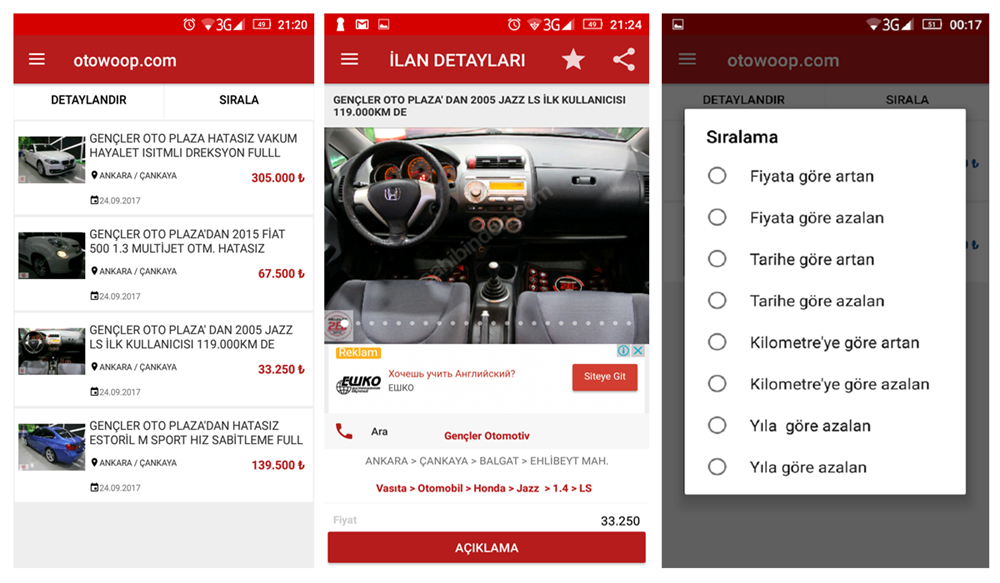 3G 49 21:20
otowoop.com
DETAYLANDIR SIRALA
GENÇLER OTO PLAZA HATASIZ VAKUM
HAYALET ISITMLI DREKSYON FULLL
ANKARA / ÇANKAYA
305.000 ₺
24.09.2017
GENÇLER OTO PLAZA'DAN 2015 FİAT
500 1.3 MULTİJET OTM. HATASIZ
ANKARA / ÇANKAYA
67.500 ₺
24.09.2017
GENÇLER OTO PLAZA' DAN 2005 JAZZ
LS İLK KULLANICISI 119.000KM DE
ANKARA / ÇANKAYA
33.250 ₺
24.09.2017
GENÇLER OTO PLAZA'DAN HATASIZ
ESTORİL M SPORT HIZ SABİTLEME FULL
ANKARA / ÇANKAYA
139.500 ₺
24.09.2017
3G 49 21:24
İLAN DETAYLARI
GENÇLER OTO PLAZA' DAN 2005 JAZZ LS İLK KULLANICISI
119.000KM DE
Reklam
ЕШКО
Хочешь учить Английский?
ЕШКО
Siteye Git
Ara
Gençler Otomotiv
ANKARA > ÇANKAYA > BALGAT > EHLİBEYT MAH.
Vasıta > Otomobil > Honda > Jazz > 1.4 > LS
Fiyat 33.250
AÇIKLAMA
3G 51 00:17
otowoop.com
DETAYLANDIR SIRALA
Sıralama
Fiyata göre artan
Fiyata göre azalan
Tarihe göre artan
Tarihe göre azalan
Kilometre'ye göre artan
Kilometre'ye göre azalan
Yıla  göre azalan
Yıla göre azalan